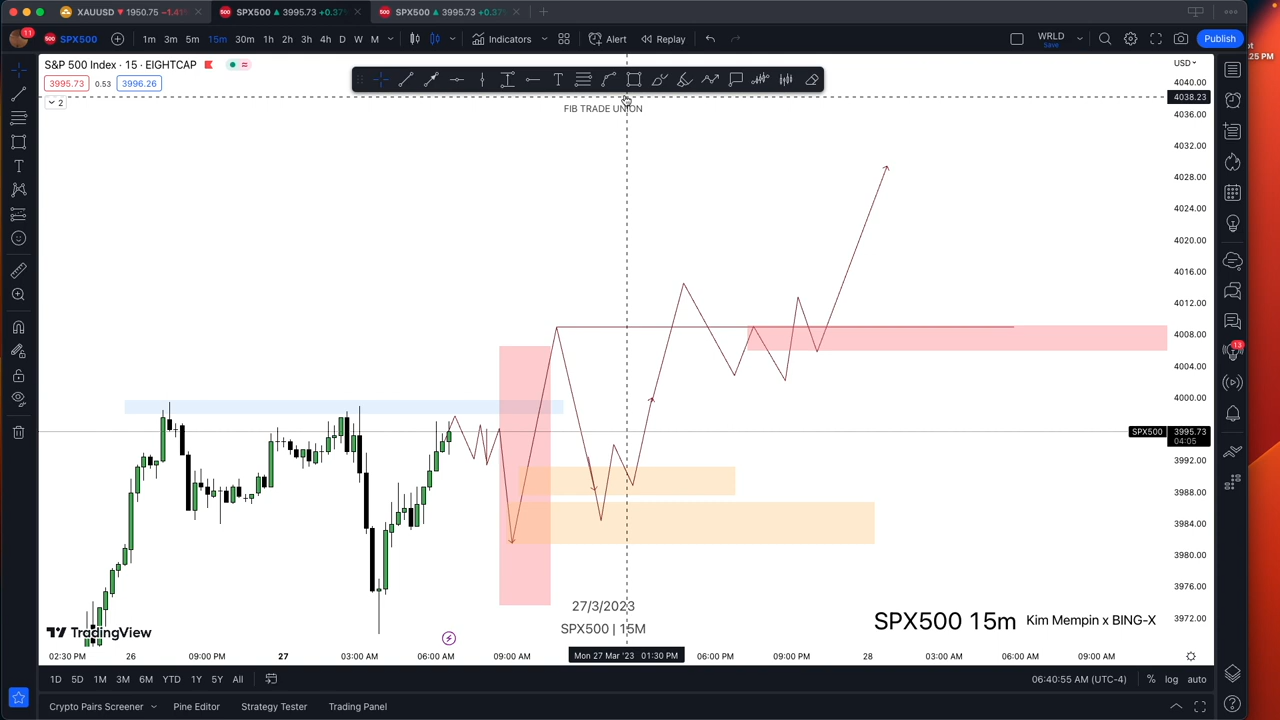 XAUUSD ▼ 1950.75 −1.41
SPX500 ▲ 3995.73 +0.37%
SPX500 ▲ 3995.73 +0.37
11
SPX500
1m 3m 5m 15m 30m 1h 2h 3h 4h D W M
Indicators
Alert
Replay
WRLD
Save
Publish
.25 PM
S&P 500 Index · 15 · EIGHTCAP
USD
3995.73 0.53 3996.26
2
FIB TRADE UNION
4040.00
4038.23
4036.00
4032.00
4028.00
4024.00
4020.00
4016.00
4012.00
4008.00
4004.00
4000.00
SPX500 3995.73
04:05
3992.00
3988.00
3984.00
3980.00
3976.00
3972.00
13
27/3/2023
SPX500 | 15M
SPX500 15m Kim Mempin x BING-X
TradingView
02:30 PM 26 09:00 PM 27 03:00 AM 06:00 AM 09:00 AM Mon 27 Mar '23 01:30 PM 06:00 PM 09:00 PM 28 03:00 AM 06:00 AM 09:00 AM
1D 5D 1M 3M 6M YTD 1Y 5Y All
06:40:55 AM (UTC-4) % log auto
Crypto Pairs Screener Pine Editor Strategy Tester Trading Panel